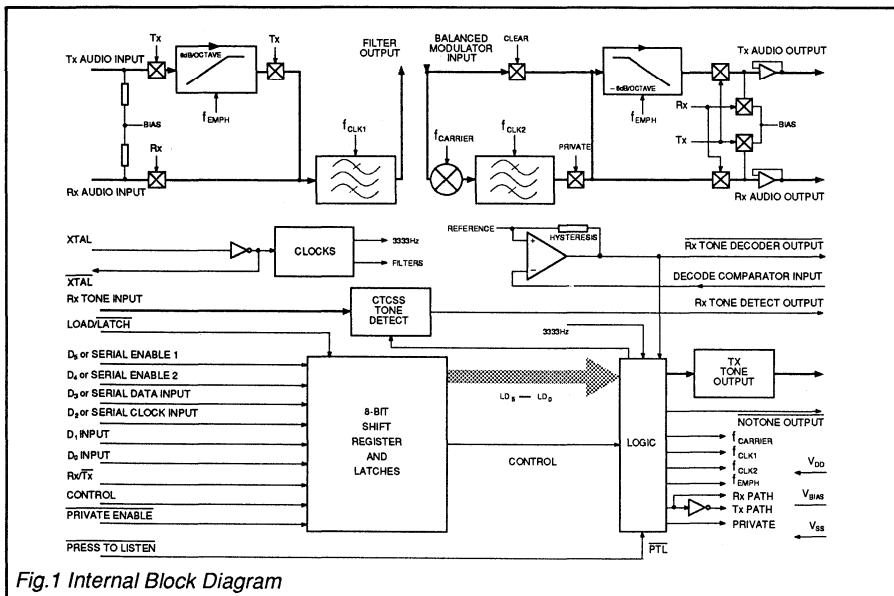 Tx AUDIO INPUT
Tx
6dB/OCTAVE
fEMPH
Tx
FILTER
OUTPUT
BALANCED
MODULATOR
INPUT
CLEAR
-6dB/OCTAVE
fEMPH
Tx AUDIO OUTPUT
BIAS
Rx
fCLK1
fCARRIER
fCLK2
PRIVATE
Rx
Tx
BIAS
Rx AUDIO INPUT
Rx AUDIO OUTPUT
XTAL
XTAL
CLOCKS
3333Hz
FILTERS
REFERENCE
HYSTERESIS
+
−
Rx TONE DECODER OUTPUT
DECODE COMPARATOR INPUT
Rx TONE INPUT
CTCSS
TONE
DETECT
Rx TONE DETECT OUTPUT
LOAD/LATCH
3333Hz
D5 or SERIAL ENABLE 1
D4 or SERIAL ENABLE 2
D3 or SERIAL DATA INPUT
D2 or SERIAL CLOCK INPUT
D1 INPUT
D0 INPUT
Rx/Tx
CONTROL
PRIVATE ENABLE
PRESS TO LISTEN
8-BIT
SHIFT
REGISTER
AND
LATCHES
LD5 — LD0
CONTROL
LOGIC
PTL
TX
TONE
OUTPUT
NOTONE OUTPUT
fCARRIER
fCLK1
fCLK2
fEMPH
Rx PATH
Tx PATH
PRIVATE
VDD
VBIAS
VSS
Fig.1 Internal Block Diagram